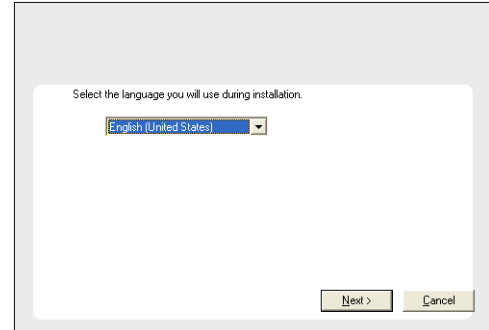 Select the language you will use during installation.
English (United States)
Next >
Cancel